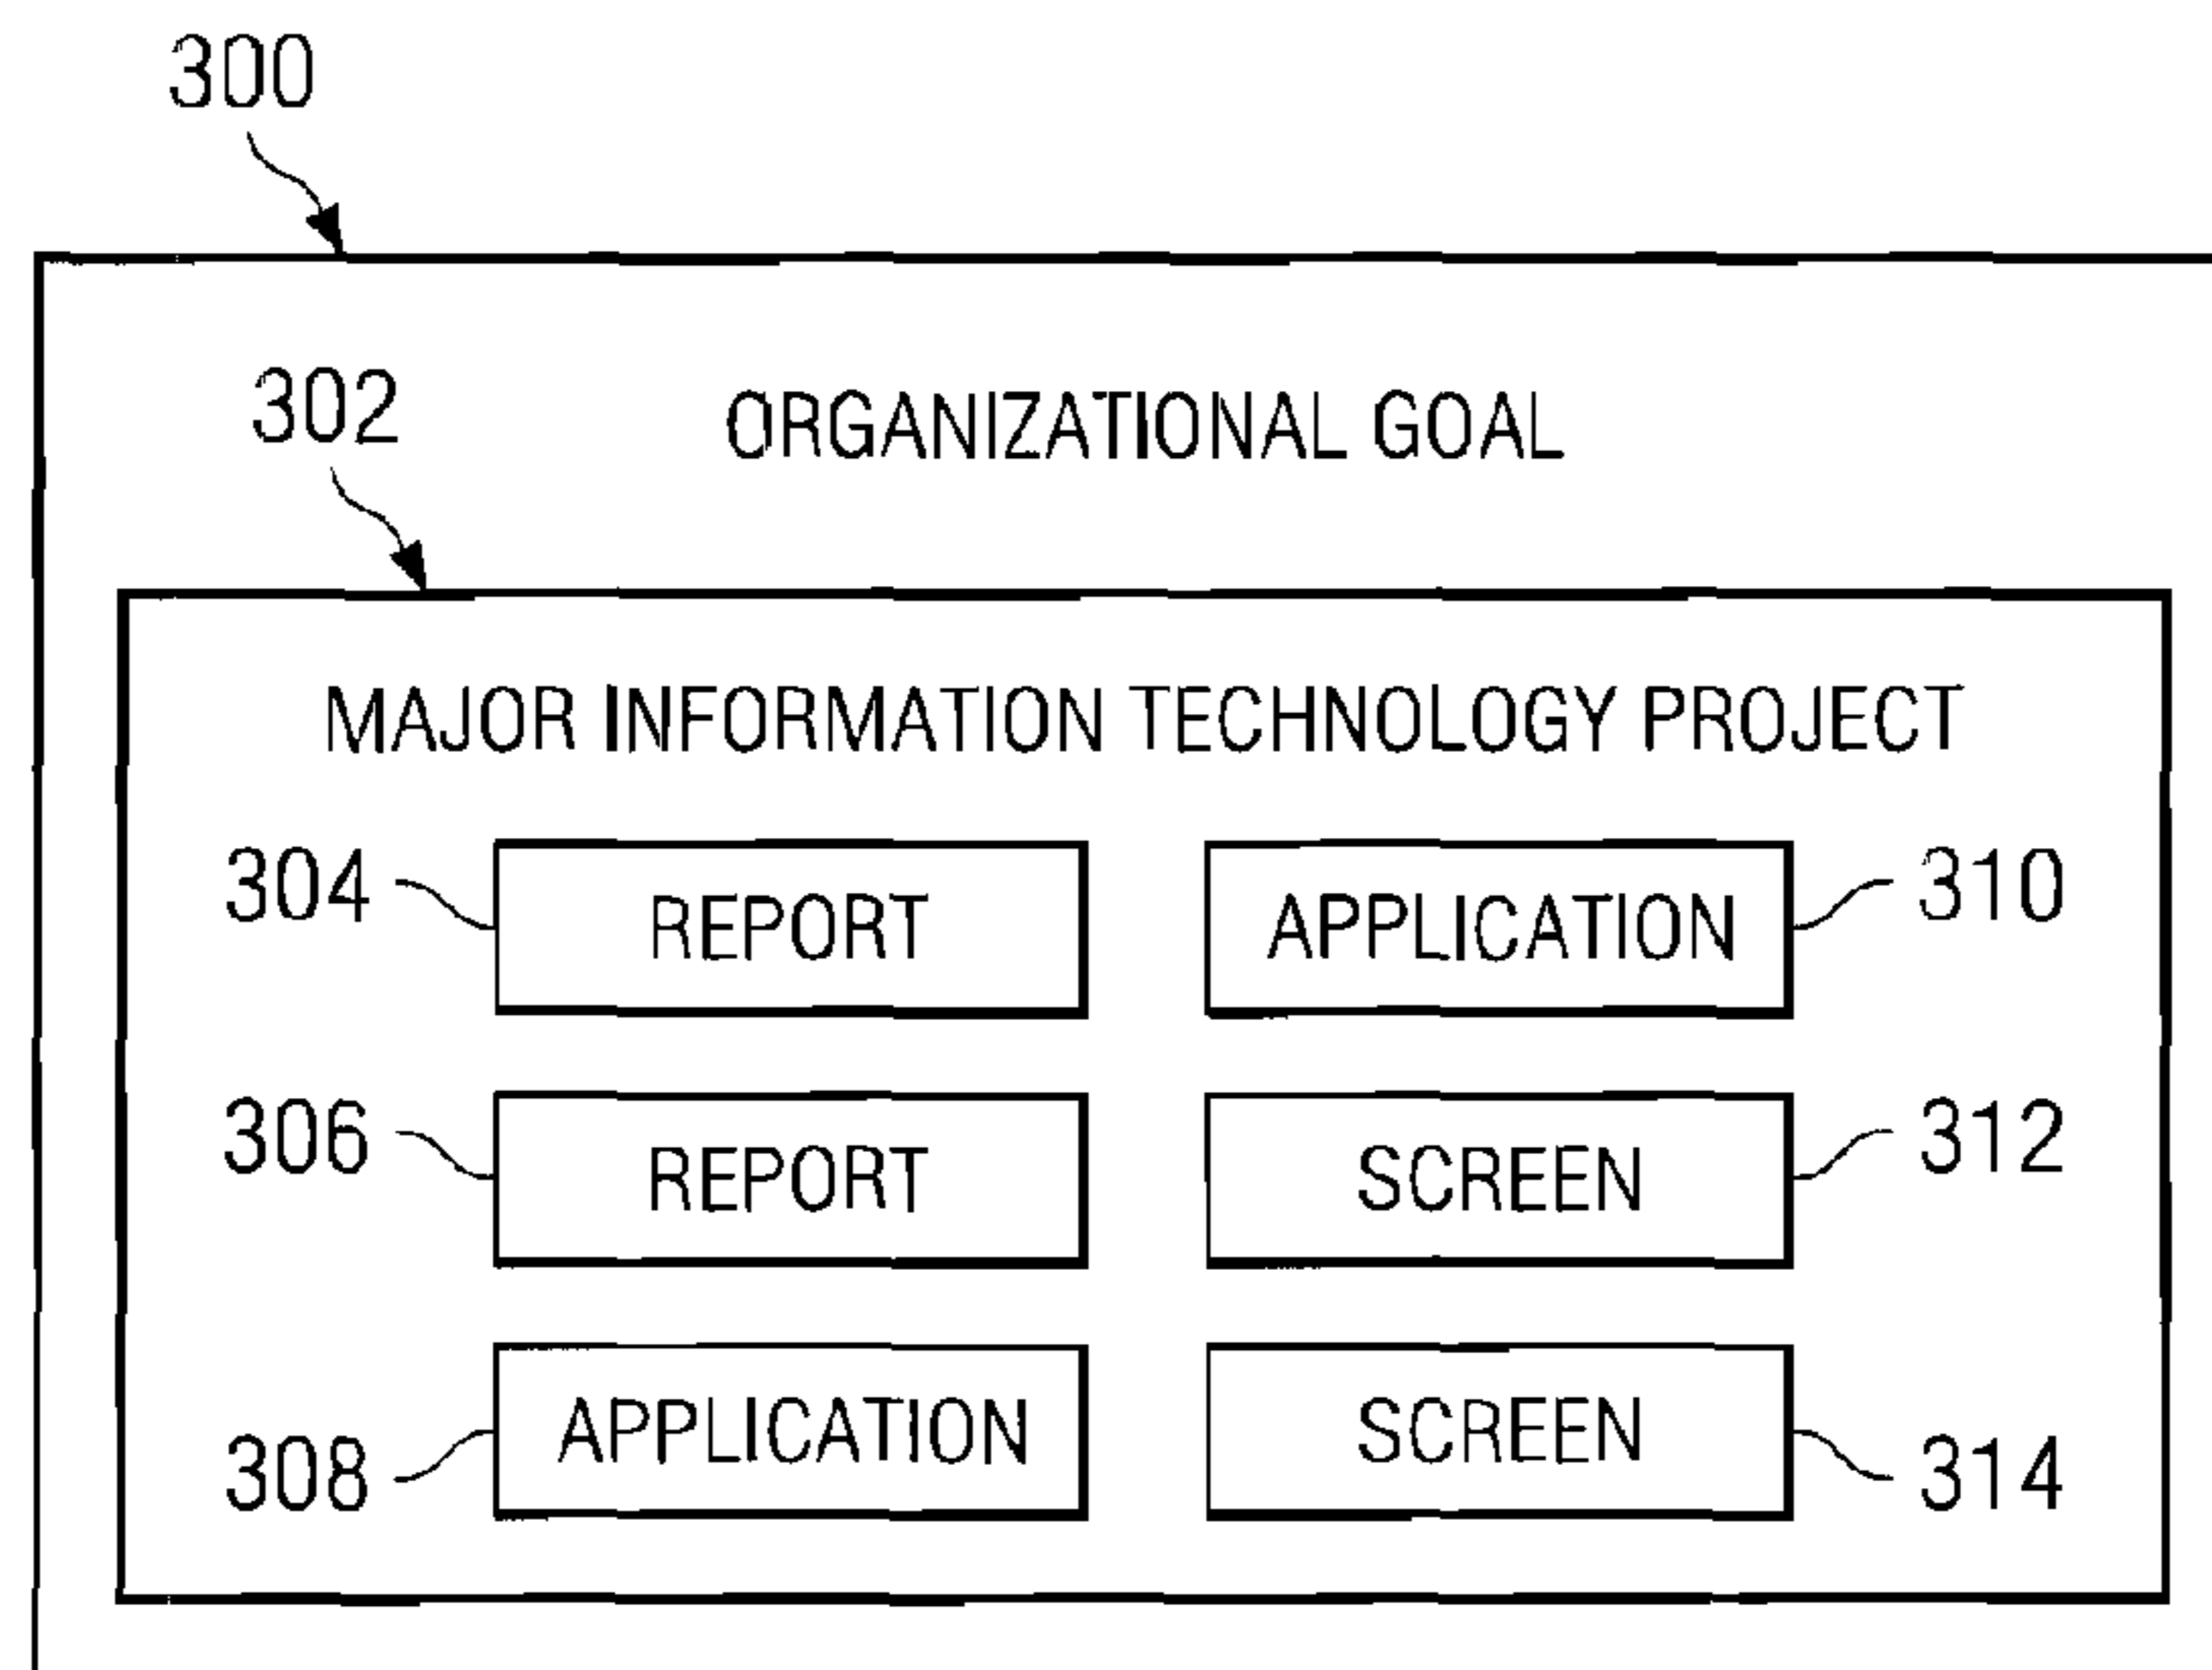 300
302
ORGANIZATIONAL GOAL
MAJOR INFORMATION TECHNOLOGY PROJECT
304 REPORT APPLICATION 310
306 REPORT SCREEN 312
308 APPLICATION SCREEN 314